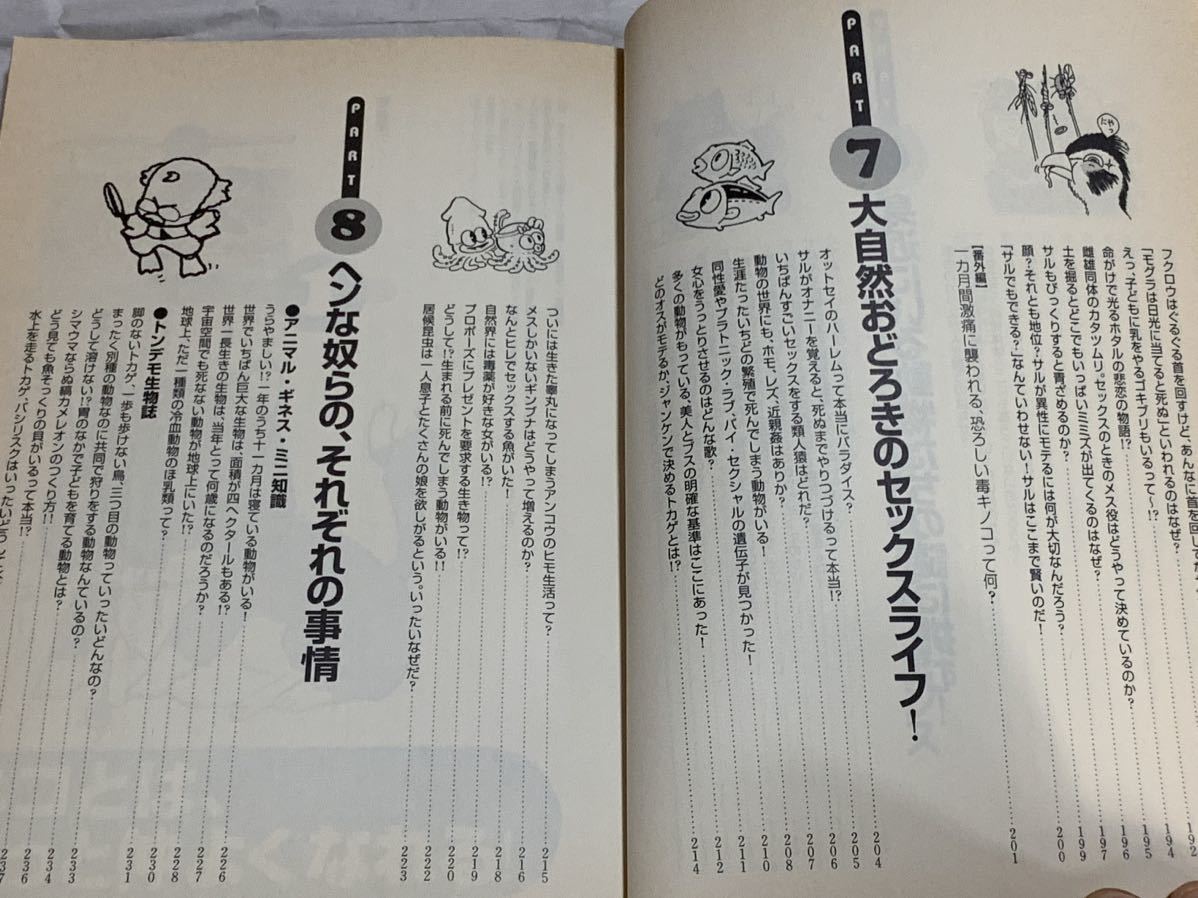 フクロウはぐるぐる首を回すけど、あんなに首を回して
192
「モグラは日光に当てると死ぬ」といわれるのはなぜ?
194
えっ、子どもに乳をやるゴキブリもいるって!?
195
命がけで光るホタルの悲恋の物語!?
196
雌雄同体のカタツムリ・セックスのときのメス役はどうやって決めているのか?
197
土を掘るとどこでもいっぱいミミズが出てくるのはなぜ?
199
サルもびっくりすると青ざめるのか?
200
顔?それとも地位?サルが異性にモテるには何が大切なんだろう?
「サルでもできる?」なんていわせない!サルはここまで賢いのだ!
[番外編]
一カ月間激痛に襲われる、恐ろしい毒キノコって何?
201
にやっ
PART
7
大自然おどろきのセックスライフ!
オットセイのハーレムって本当にパラダイス?
204
サルがオナニーを覚えると、死ぬまでやりつづけるって本当!?
205
いちばんすごいセックスをする類人猿はどれだ?
206
動物の世界にも、ホモ、レズ、近親姦はありか?
207
生涯たったいちどの繁殖で死んでしまう動物がいる!
208
同性愛やプラトニック・ラブ、バイ・セクシャルの遺伝子が見つかった!
210
女心をうっとりさせるのはどんな歌?
211
多くの動物がもっている、美人とブスの明確な基準はここにあった!
212
どのオスがモテるか、ジャンケンで決めるトカゲとは!?
214
ついには生きた睾丸になってしまうアンコウのヒモ生活って?
215
メスしかいないギンブナはどうやって増えるのか?
216
なんとヒレでセックスする魚がいた!
218
自然界には毒薬が好きな女がいる!?
219
プロポーズにプレゼントを要求する生き物って!?
220
どうして!?生まれる前に死んでしまう動物がいる!!
222
居候昆虫は一人息子とたくさんの娘を欲しがるという。いったいなぜだ?
223
PART
8
ヘンな奴らの、それぞれの事情
●アニマル・ギネス・ミニ知識
うらやましい!?一年のうち十一カ月は寝ている動物がいる!
226
世界でいちばん巨大な生物は、面積が四ヘクタールもある!?
227
世界一長生きの生物は、当年とって何歳になるのだろうか?
228
宇宙空間でも死なない動物が地球上にいた!?
230
地球上、ただ一種類の冷血動物のほ乳類って?
231
●トンデモ生物誌
脚のないトカゲ、一歩も歩けない鳥、三つ目の動物っていったいどんなの?
233
まったく別種の動物なのに共同で狩りをする動物なんているの?
234
どうして溶けない!?胃のなかで子どもを育てる動物とは?
236
シマウマならぬ縞カメレオンのつくり方!!
237
どう見ても魚そっくりの貝がいるって本当!?
水上を走るトカゲ、バシリスクはいったいどうして